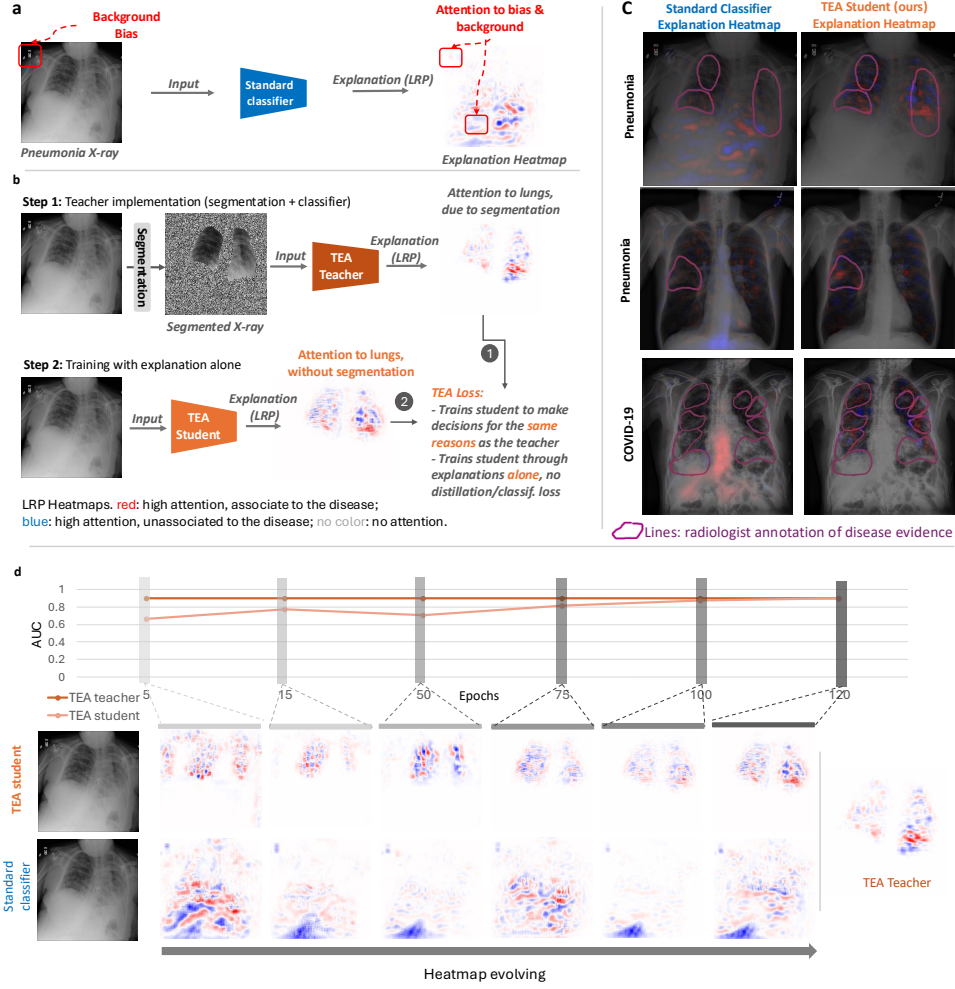 a
Background
Bias
Input
Standard
classifier
Explanation (LRP)
Attention to bias &
background
Pneumonia X-ray
Explanation Heatmap
b
Step 1: Teacher implementation (segmentation + classifier)
Segmentation
Segmented X-ray
Input
TEA
Teacher
Explanation
(LRP)
Attention to lungs,
due to segmentation
1
Step 2: Training with explanation alone
Input
TEA
Student
Explanation
(LRP)
Attention to lungs,
without segmentation
2
TEA Loss:
- Trains student to make
decisions for the same
reasons as the teacher
- Trains student through
explanations alone, no
distillation/classif. loss
LRP Heatmaps. red: high attention, associate to the disease;
blue: high attention, unassociated to the disease; no color: no attention.
C
Standard Classifier
Explanation Heatmap
TEA Student (ours)
Explanation Heatmap
Pneumonia
Pneumonia
COVID-19
Lines: radiologist annotation of disease evidence
d
AUC
1
0.8
0.6
0.4
0.2
0
5
15
50
Epochs
75
100
120
TEA teacher
TEA student
TEA student
Standard
classifier
TEA Teacher
Heatmap evolving